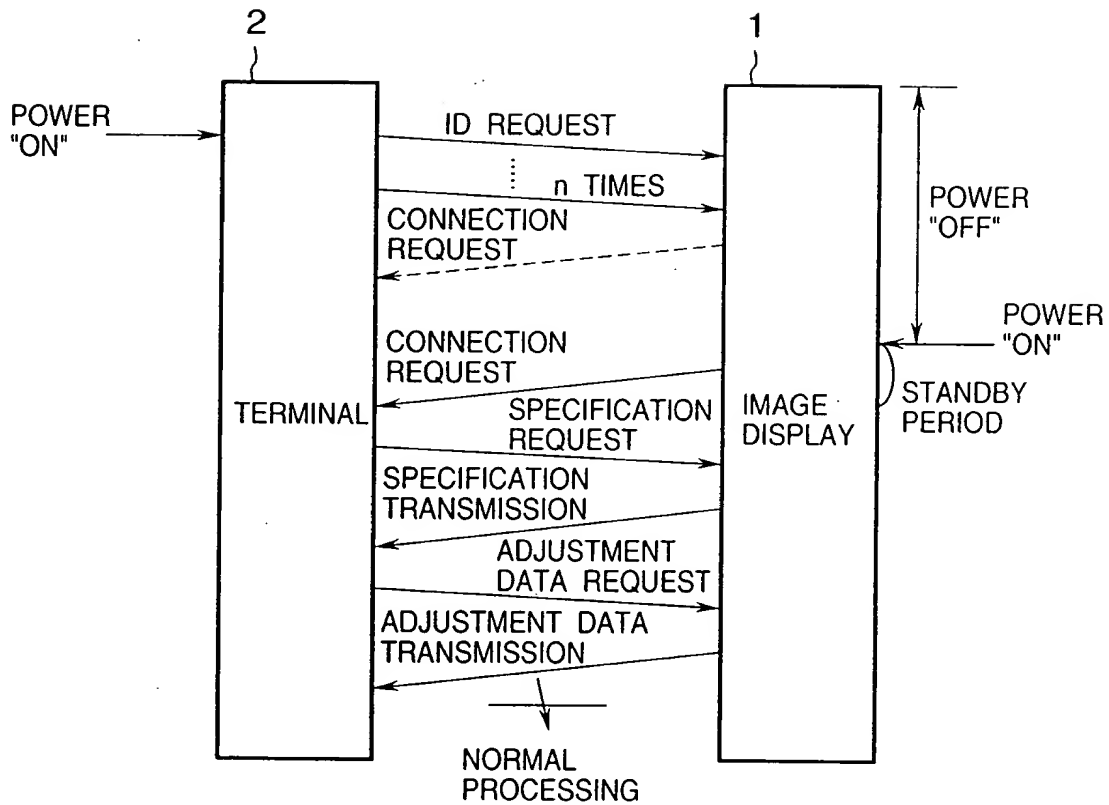 2
1
POWER
"ON"
ID REQUEST
n TIMES
CONNECTION
REQUEST
POWER
"OFF"
POWER
"ON"
CONNECTION
REQUEST
STANDBY
PERIOD
TERMINAL
SPECIFICATION
REQUEST
IMAGE
DISPLAY
SPECIFICATION
TRANSMISSION
ADJUSTMENT
DATA REQUEST
ADJUSTMENT DATA
TRANSMISSION
NORMAL
PROCESSING